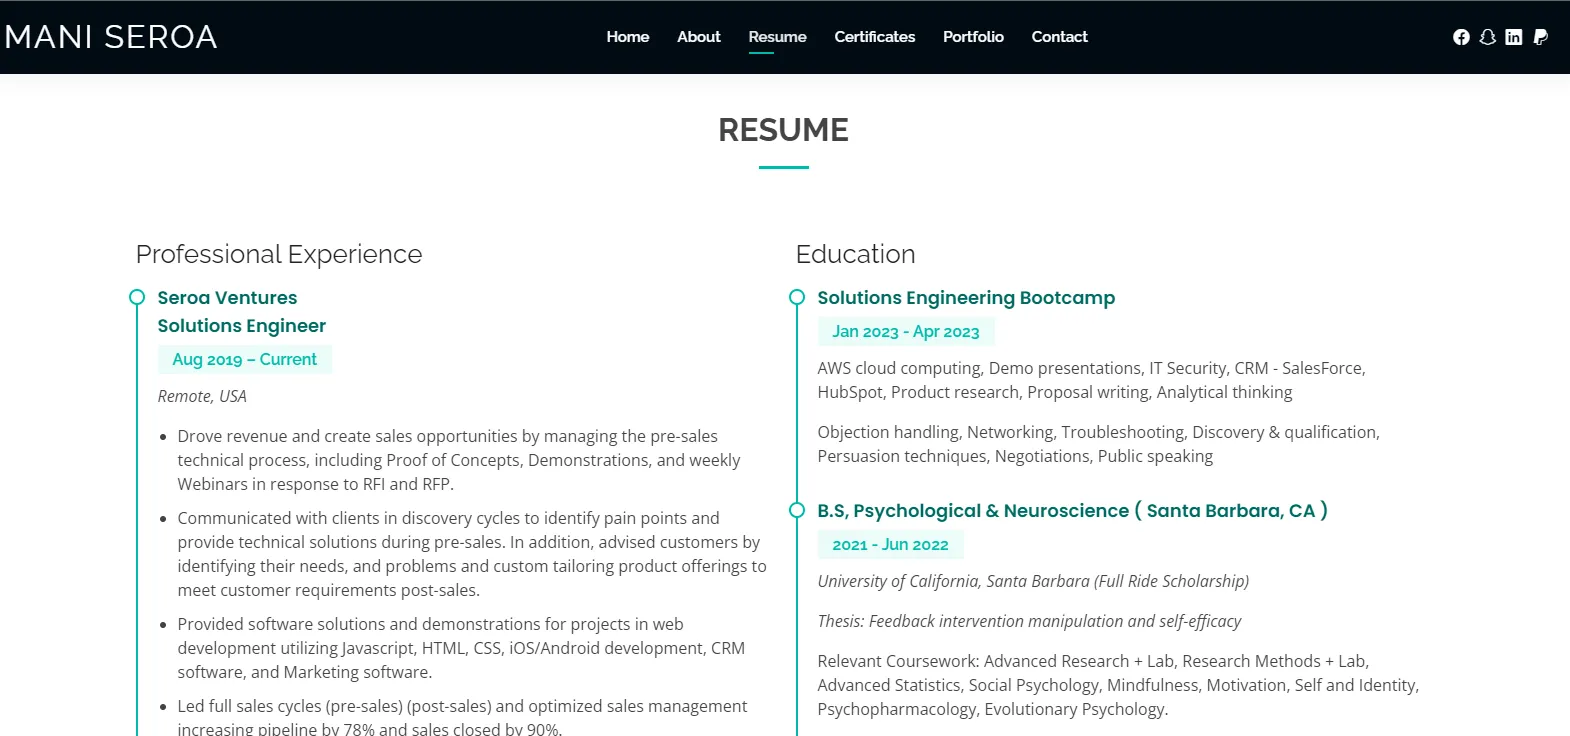 MANI SEROA
Home About Resume Certificates Portfolio Contact
RESUME
Professional Experience
Seroa Ventures
Solutions Engineer
Aug 2019 – Current
Remote, USA
• Drove revenue and create sales opportunities by managing the pre-sales
technical process, including Proof of Concepts, Demonstrations, and weekly
Webinars in response to RFI and RFP.
• Communicated with clients in discovery cycles to identify pain points and
provide technical solutions during pre-sales. In addition, advised customers by
identifying their needs, and problems and custom tailoring product offerings to
meet customer requirements post-sales.
• Provided software solutions and demonstrations for projects in web
development utilizing Javascript, HTML, CSS, iOS/Android development, CRM
software, and Marketing software.
• Led full sales cycles (pre-sales) (post-sales) and optimized sales management
increasing pipeline by 78% and sales closed by 90%.
Education
Solutions Engineering Bootcamp
Jan 2023 - Apr 2023
AWS cloud computing, Demo presentations, IT Security, CRM - SalesForce,
HubSpot, Product research, Proposal writing, Analytical thinking
Objection handling, Networking, Troubleshooting, Discovery & qualification,
Persuasion techniques, Negotiations, Public speaking
B.S, Psychological & Neuroscience ( Santa Barbara, CA )
2021 - Jun 2022
University of California, Santa Barbara (Full Ride Scholarship)
Thesis: Feedback intervention manipulation and self-efficacy
Relevant Coursework: Advanced Research + Lab, Research Methods + Lab,
Advanced Statistics, Social Psychology, Mindfulness, Motivation, Self and Identity,
Psychopharmacology, Evolutionary Psychology.